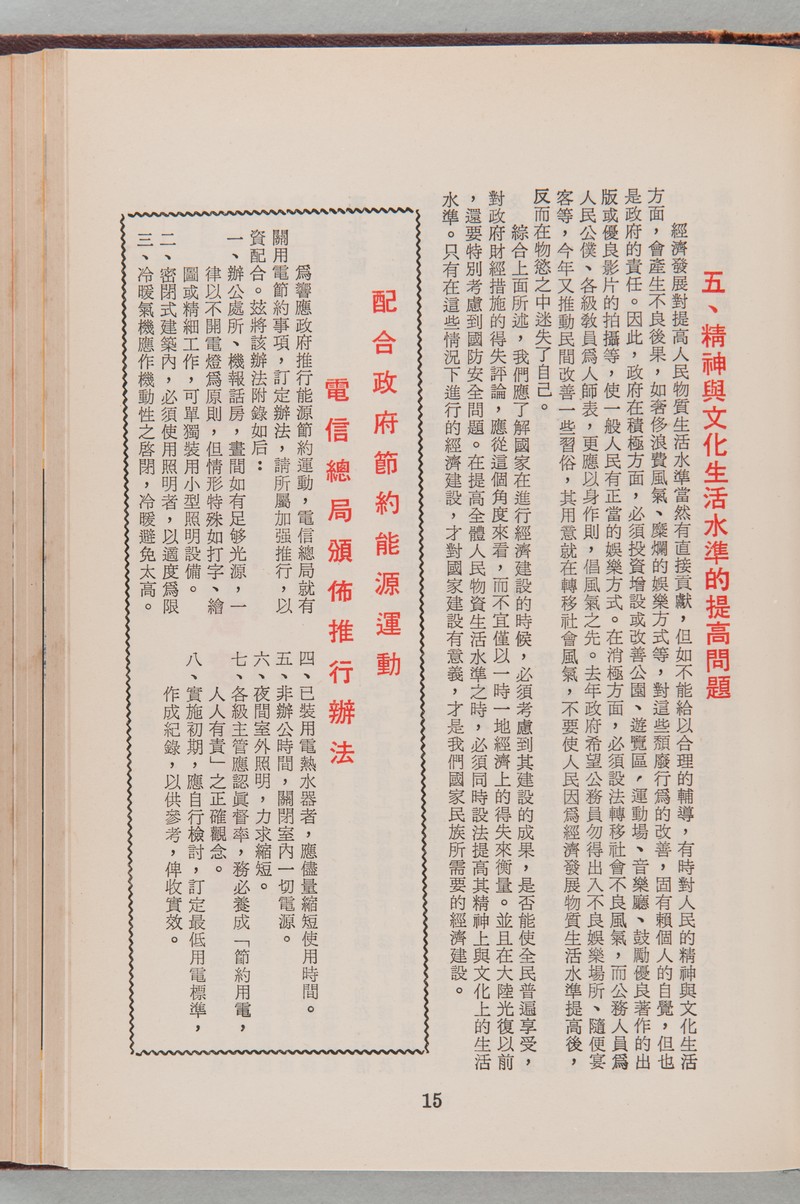 五、精神與文化生活水準的提高問題
經濟發展對提高人民物質生活水準當然有直接貢獻，但如不能給以合理的輔導，有時對人民的精神與文化生活
方面，會產生不良後果，如奢侈浪費風氣、糜爛的娛樂方式等，對這些頹廢行爲的改善，固有賴個人的自覺，但也
是政府的責任。因此，政府在積極方面，必須投資增設或改善公園、遊覽區，運動場、音樂廳、鼓勵優良著作的出
版或優良影片的拍攝等，使一般人民有正當的娛樂方式。在消極方面，必須設法轉移社會不良風氣，而公務人員爲
人民公僕、各級敎員爲人師表，更應以身作則，倡風氣之先。去年政府希望公務員勿得出入不良娛樂場所、隨便宴
客等，今年又推動民間改善一些習俗，其用意就在轉移社會風氣，不要使人民因爲經濟發展物質生活水準提高後，
反而在物慾之中迷失了自己。
綜合上面所述，我們應了解國家在進行經濟建設的時候，必須考慮到其建設的成果，是否能使全民普遍享受，
對政府財經措施的得失評論，應從這個角度來看，而不宜僅以一時一地經濟上的得失來衡量。並且在大陸光復以前
，還要特別考慮到國防安全問題。在提高全體人民物資生活水準之時，必須同時設法提高其精神上與文化上的生活
水準。只有在這些情況下進行的經濟建設，才對國家建設有意義，才是我們國家民族所需要的經濟建設。
配合政府節約能源運動
電信總局頒佈推行辦法
爲響應政府推行能源節約運動，電信總局就有
關用電節約事項，訂定辦法，請所屬加强推行，以
資配合。玆將該辦法附錄如后：
一、辦公處所、機報話房，晝間如有足够光源，一
律以不開電燈爲原則，但情形特殊如打字、繪
圖或精細工作，可單獨裝用小型照明設備。
二、密閉式建築內，必須使用照明者，以適度爲限
三、冷暖氣機應作機動性之啓閉，冷暖避免太高。
四、已裝用電熱水器者，應儘量縮短使用時間。
五、非辦公時間，關閉室內一切電源。
六、夜間室外照明，力求縮短。
七、各級主管應認眞督率，務必養成「節約用電，
人人有責」之正確觀念。
八、實施初期，應自行檢討，訂定最低用電標準，
作成紀錄，以供參考，俾收實效。
15